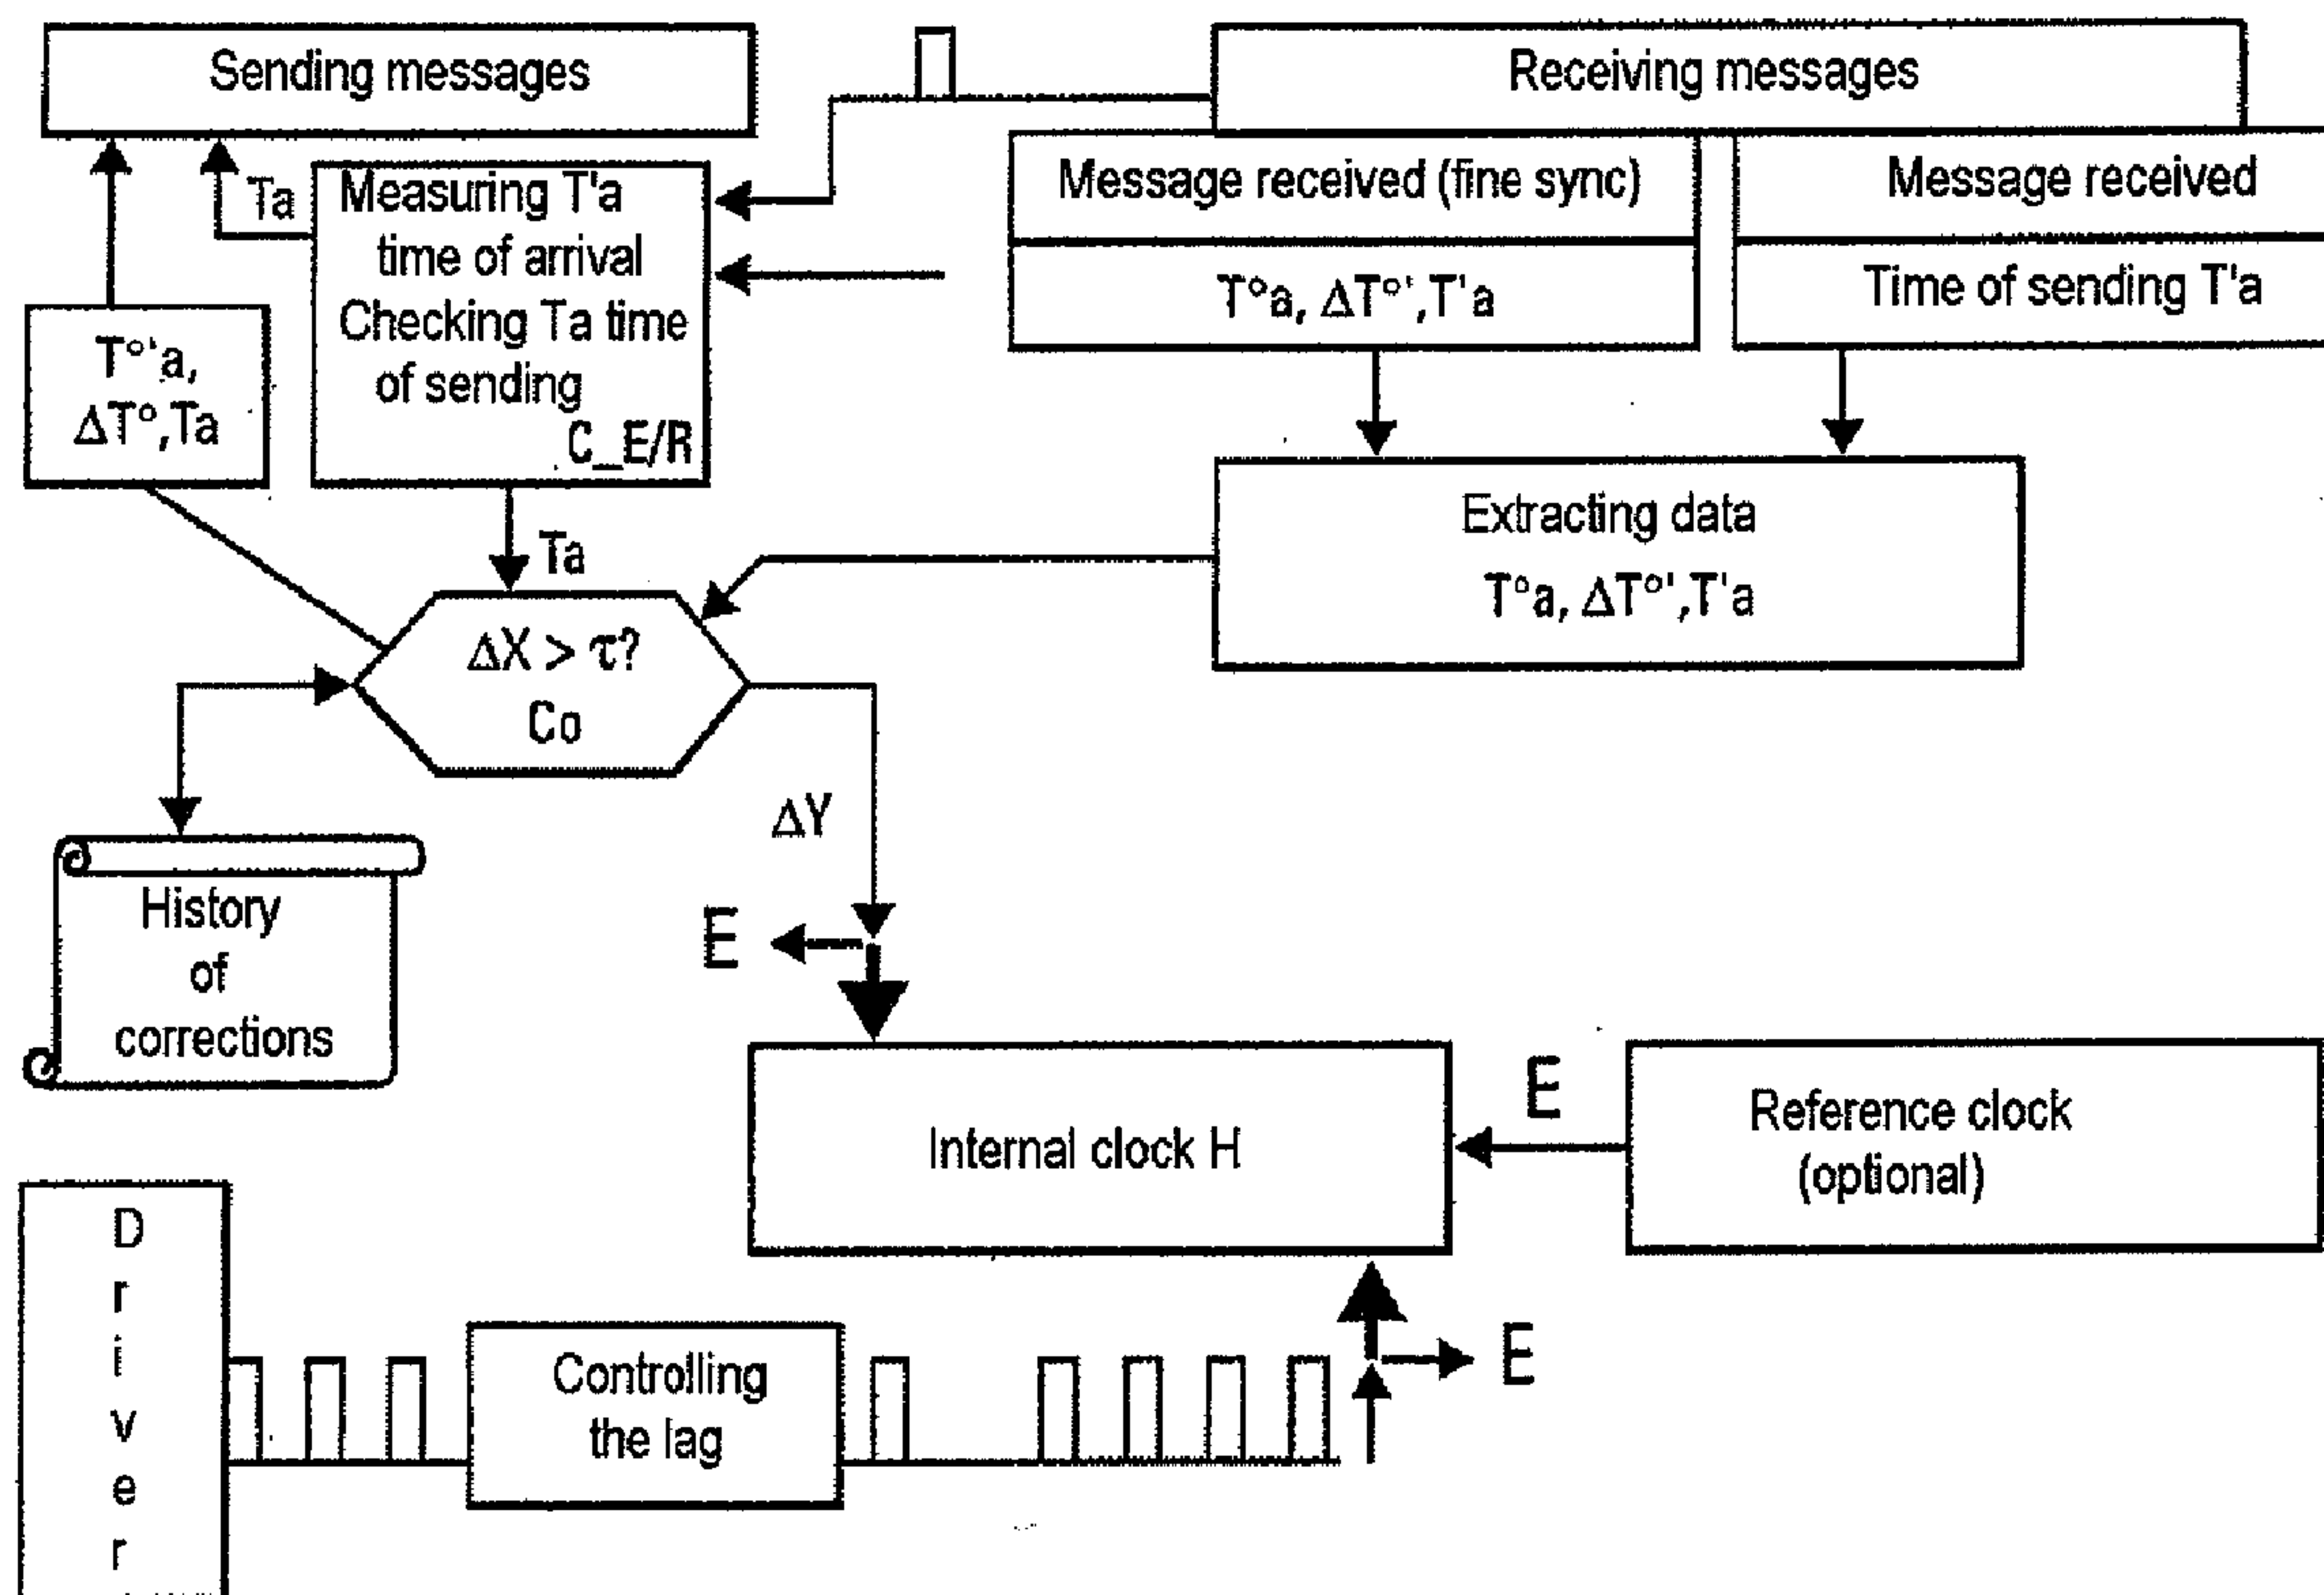 Sending messages
Receiving messages
Message received (fine sync)
Message received
T°a, ΔT°',T'a
Time of sending T'a
Ta
Measuring T'a
time of arrival
Checking Ta time
of sending
C_E/R
T°'a,
ΔT°,Ta
Extracting data
T°a, ΔT°',T'a
Ta
ΔX > τ?
Co
ΔY
History
of
corrections
E
Internal clock H
E
Reference clock
(optional)
D
r
i
v
e
r
Controlling
the lag
E